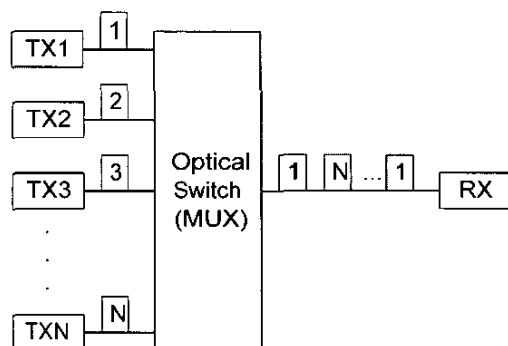 TX1 1
TX2 2
TX3 3
TXN N
Optical
Switch
(MUX)
1 N ... 1
RX